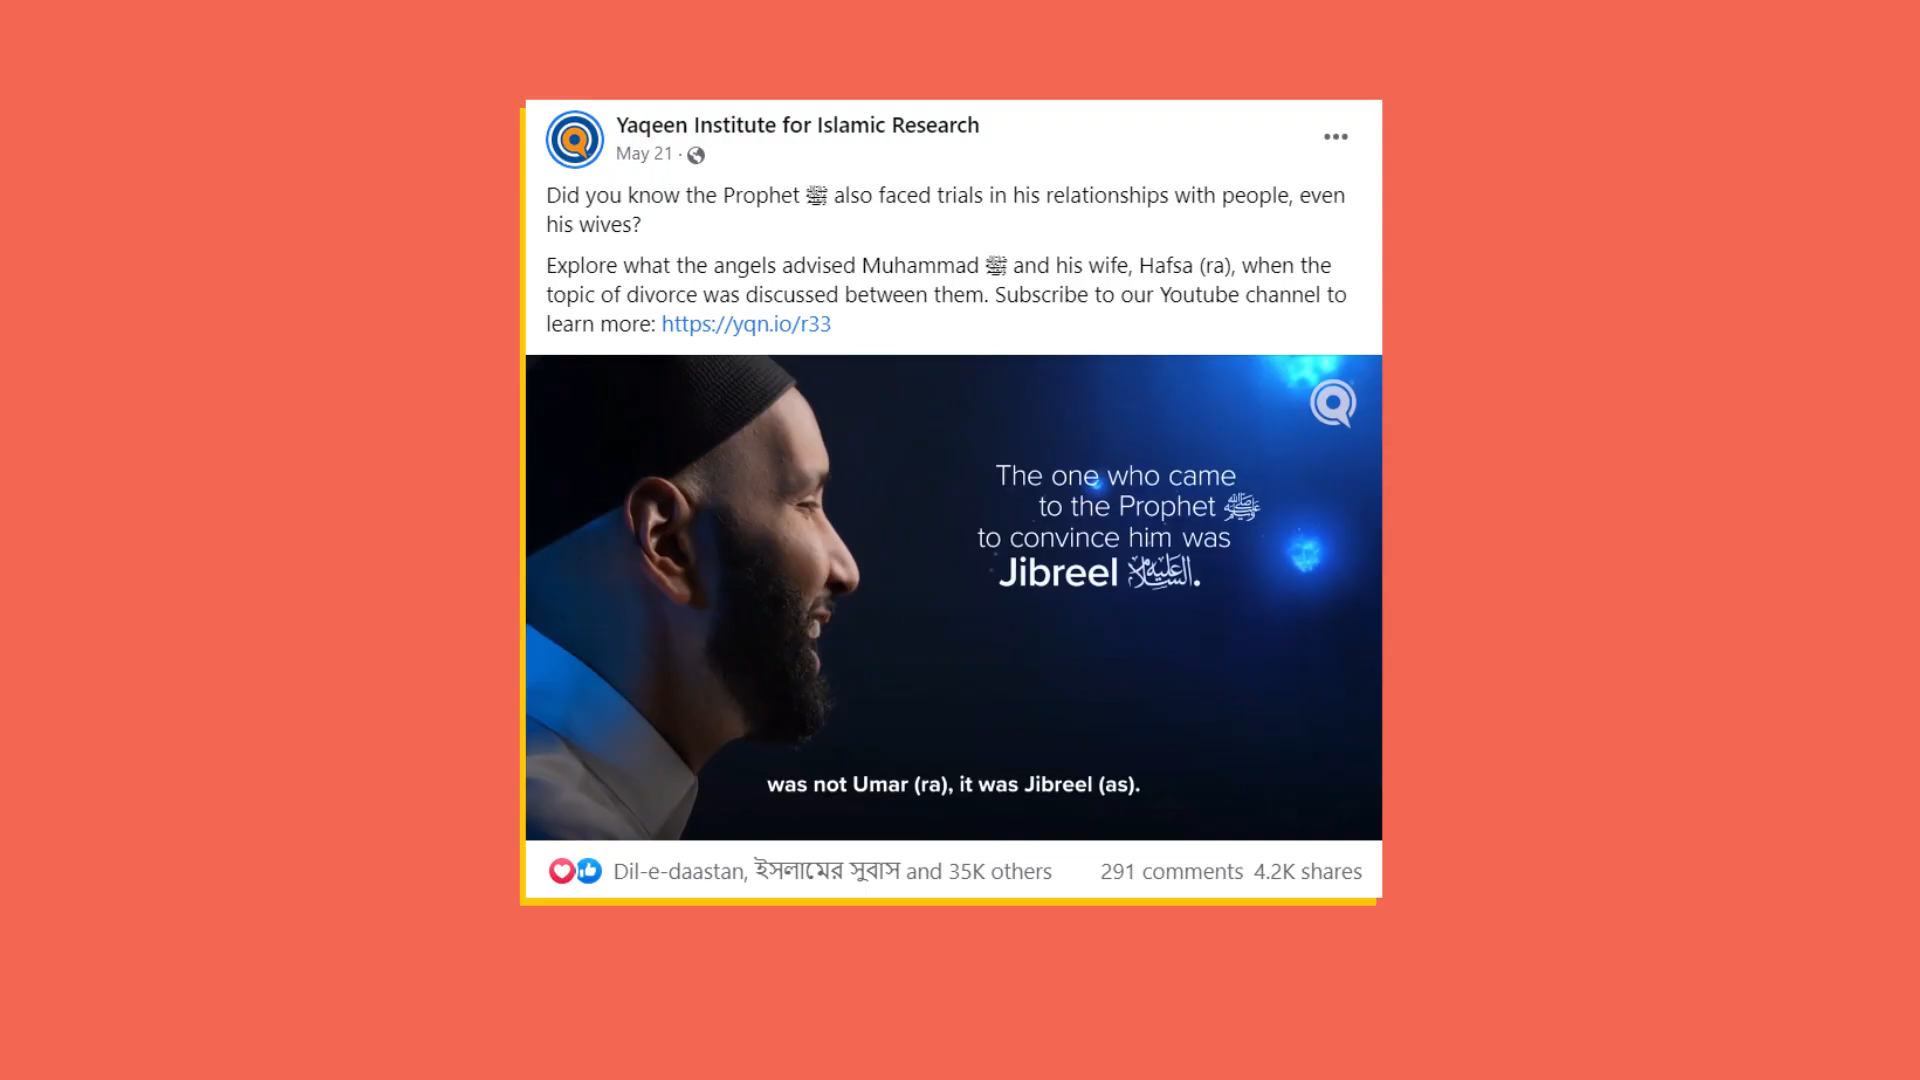 Yaqeen Institute for Islamic Research
May 21 ·
Did you know the Prophet ﷺ also faced trials in his relationships with people, even
his wives?
Explore what the angels advised Muhammad ﷺ and his wife, Hafsa (ra), when the
topic of divorce was discussed between them. Subscribe to our Youtube channel to
learn more: https://yqn.io/r33
The one who came
to the Prophet ﷺ
to convince him was
Jibreel عليه السلام.
was not Umar (ra), it was Jibreel (as).
Dil-e-daastan, ইসলামের সুবাস and 35K others 291 comments 4.2K shares